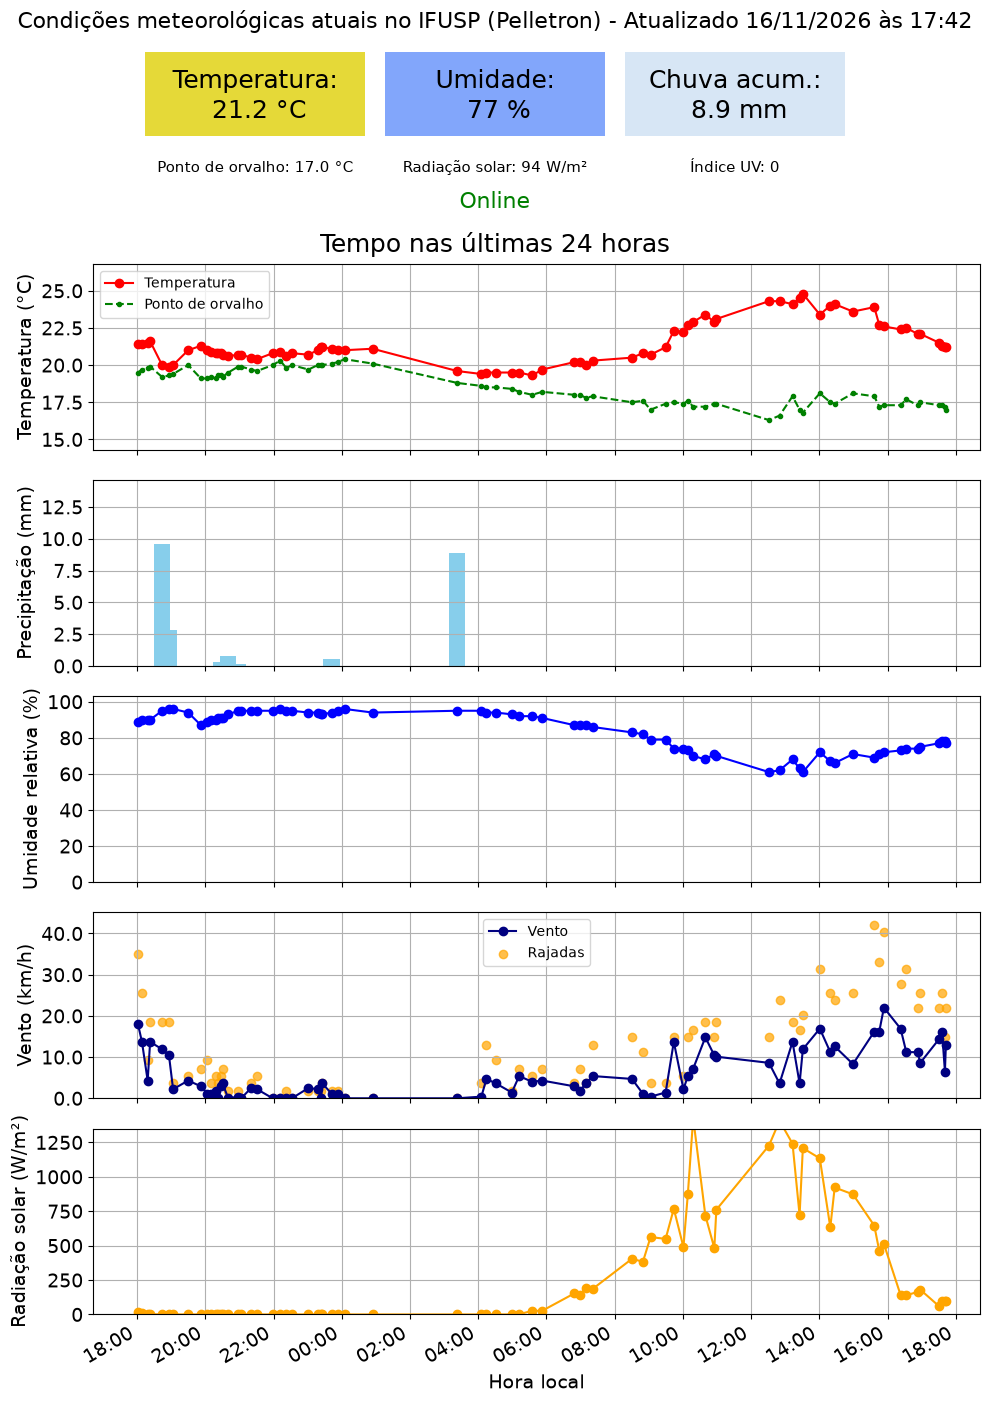 Condições meteorológicas atuais no IFUSP (Pelletron) - Atualizado 16/11/2026 às 17:42
Temperatura:
21.2 °C
Umidade:
77 %
Chuva acum.:
8.9 mm
Ponto de orvalho: 17.0 °C
Radiação solar: 94 W/m²
Índice UV: 0
Online
Tempo nas últimas 24 horas
Temperatura (°C)
25.0
22.5
20.0
17.5
15.0
Temperatura
Ponto de orvalho
Precipitação (mm)
12.5
10.0
7.5
5.0
2.5
0.0
Umidade relativa (%)
100
80
60
40
20
0
Vento (km/h)
40.0
30.0
20.0
10.0
0.0
Vento
Rajadas
Radiação solar (W/m²)
1250
1000
750
500
250
0
18:00
20:00
22:00
00:00
02:00
04:00
06:00
08:00
10:00
12:00
14:00
16:00
18:00
Hora local